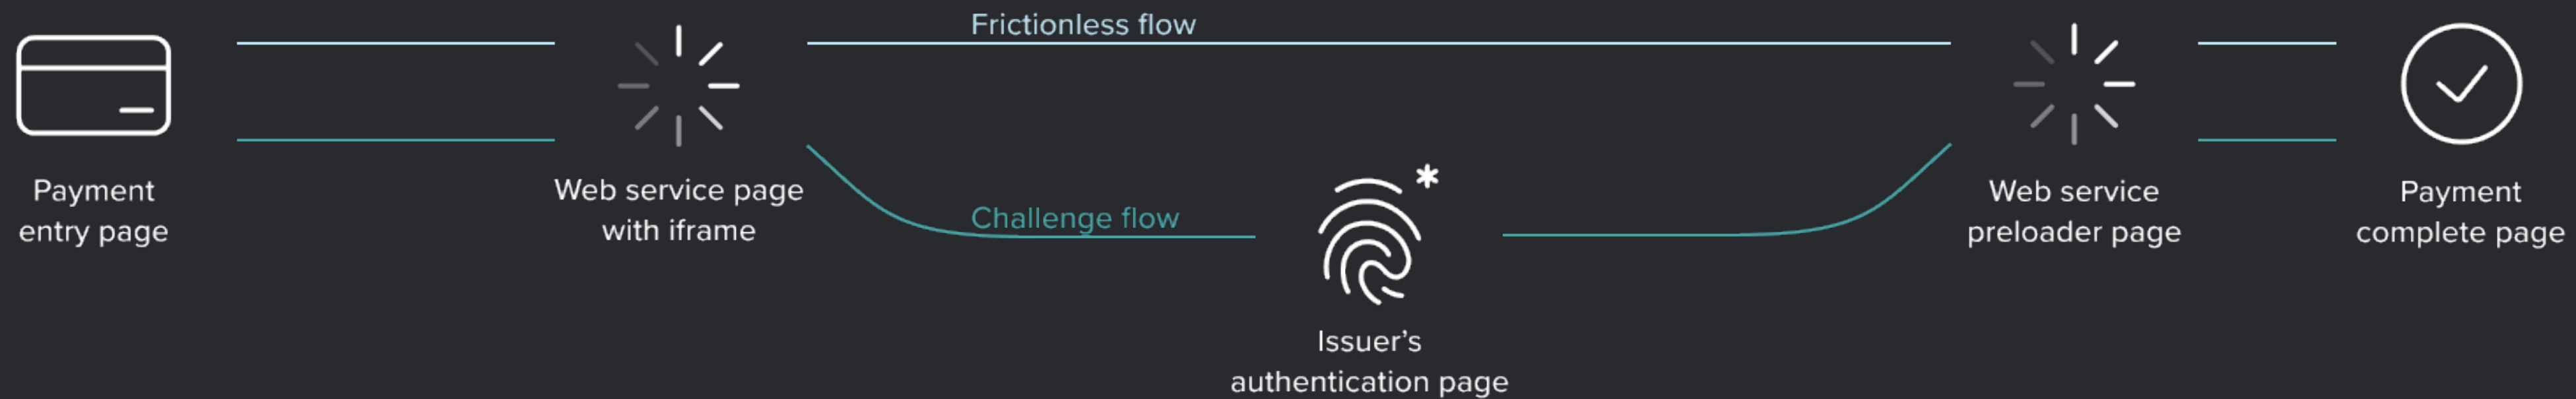 Frictionless flow
Payment
entry page
Web service page
with iframe
Challenge flow
*
Issuer’s
authentication page
Web service
preloader page
Payment
complete page